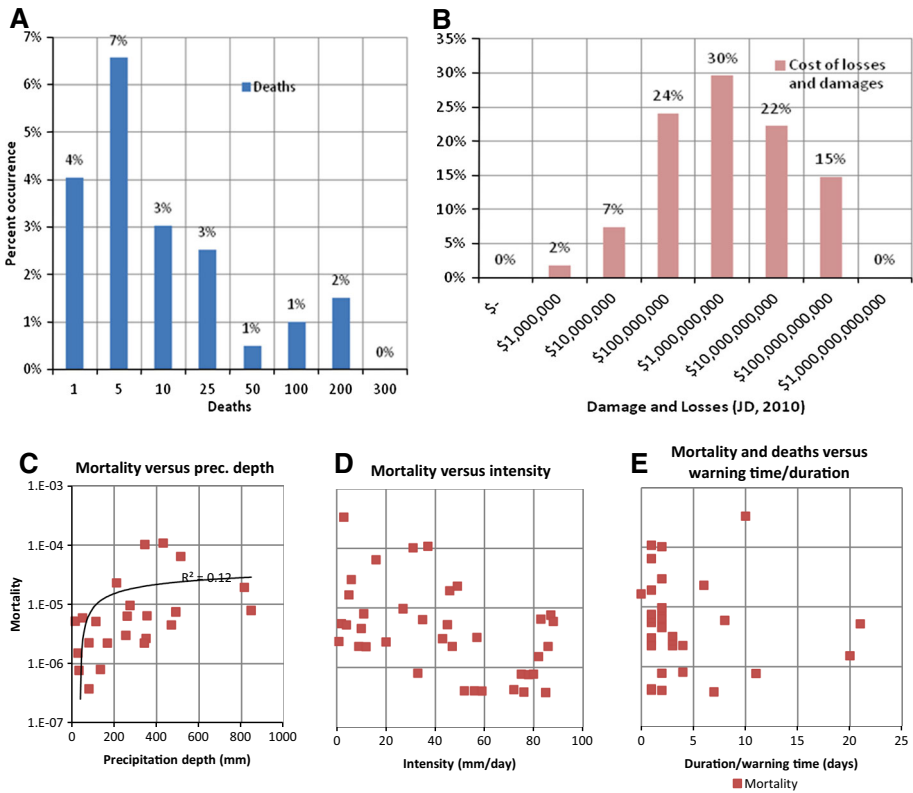 A
7%
6%
5%
4%
3%
2%
1%
0%
Percent occurrence
4%
7%
3%
3%
1%
1%
2%
0%
Deaths
1 5 10 25 50 100 200 300
Deaths
B
35%
30%
25%
20%
15%
10%
5%
0%
0%
2%
7%
24%
30%
22%
15%
0%
Cost of losses
and damages
$-
$1,000,000
$10,000,000
$100,000,000
$1,000,000,000
$10,000,000,000
$100,000,000,000
$1,000,000,000,000
Damage and Losses (JD, 2010)
C
Mortality versus prec. depth
1.E-03
1.E-04
1.E-05
1.E-06
1.E-07
Mortality
R² = 0.12
0 200 400 600 800 1000
Precipitation depth (mm)
D
Mortality versus intensity
0 20 40 60 80 100
Intensity (mm/day)
E
Mortality and deaths versus
warning time/duration
0 5 10 15 20 25
Duration/warning time (days)
Mortality